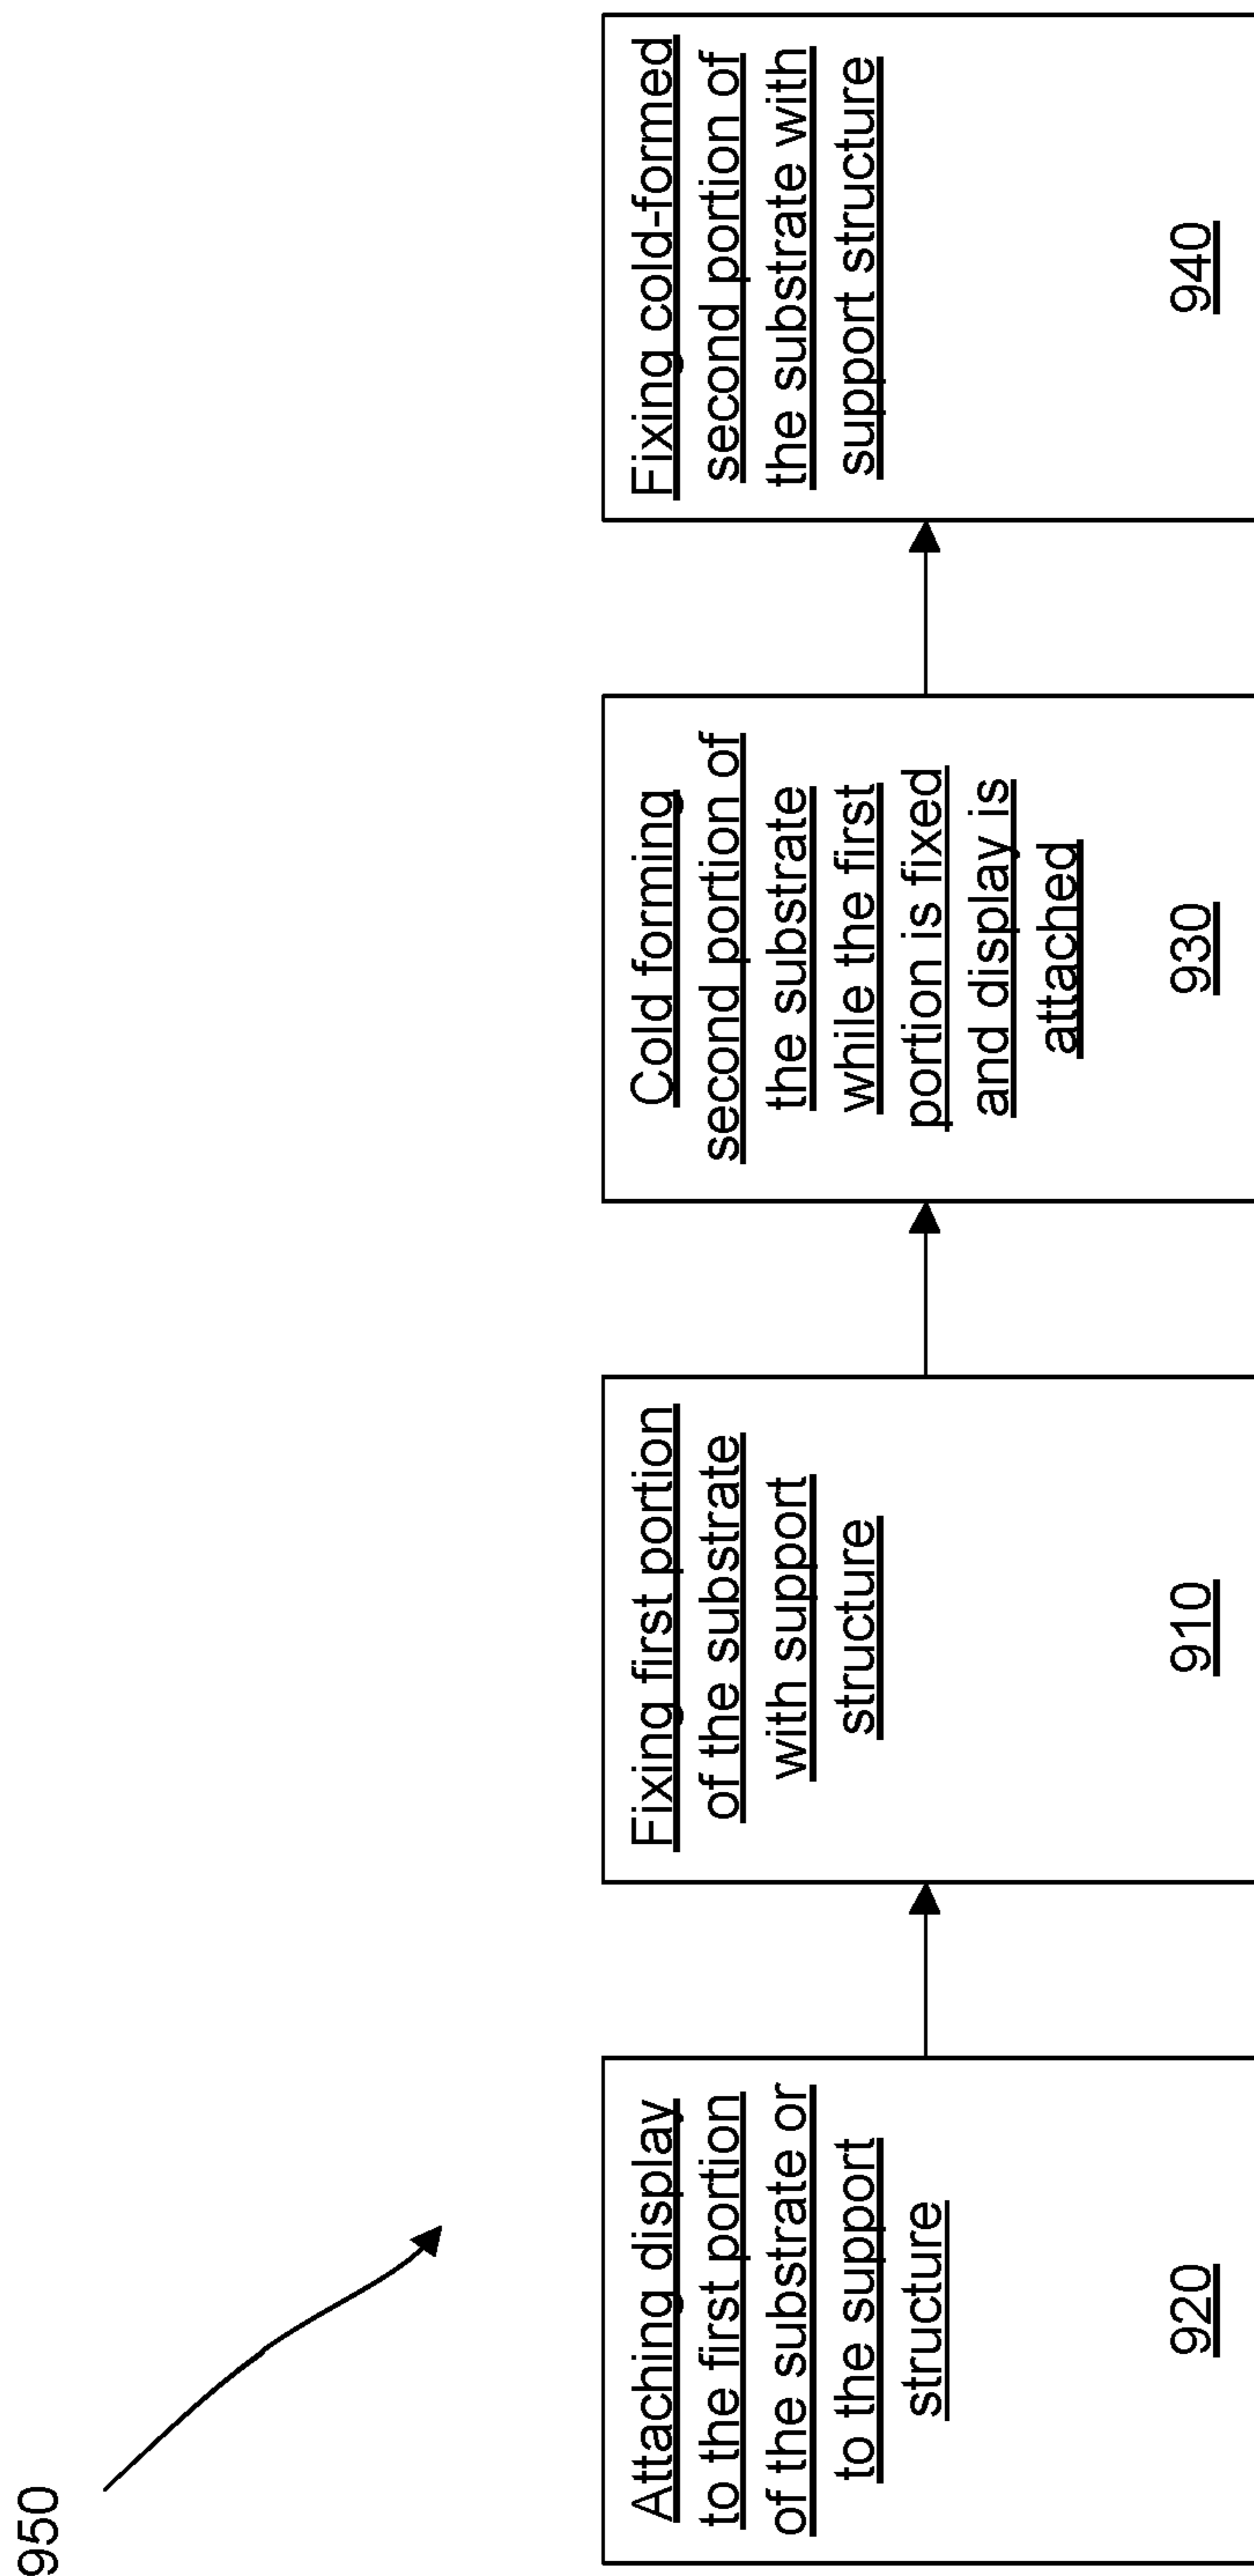 950
Attaching display
to the first portion
of the substrate or
to the support
structure
920
Fixing first portion
of the substrate
with support
structure
910
Cold forming
second portion of
the substrate
while the first
portion is fixed
and display is
attached
930
Fixing cold-formed
second portion of
the substrate with
support structure
940